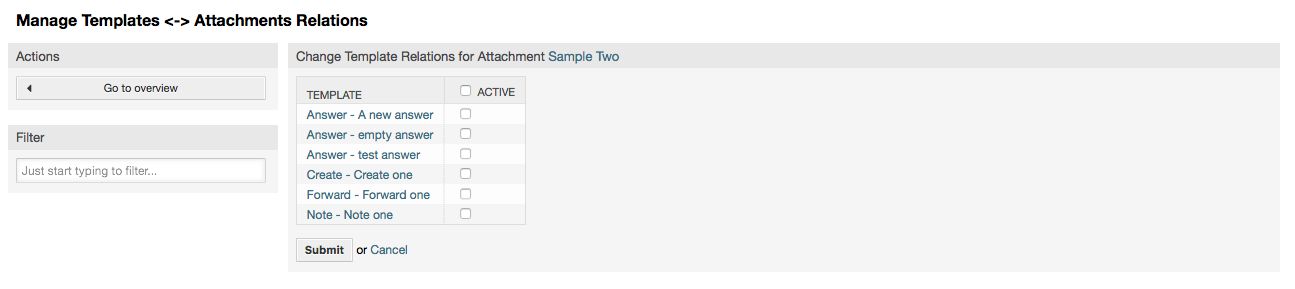 Manage Templates <-> Attachments Relations
Actions
Go to overview
Filter
Just start typing to filter...
Change Template Relations for Attachment Sample Two
TEMPLATE ACTIVE
Answer - A new answer
Answer - empty answer
Answer - test answer
Create - Create one
Forward - Forward one
Note - Note one
Submit or Cancel